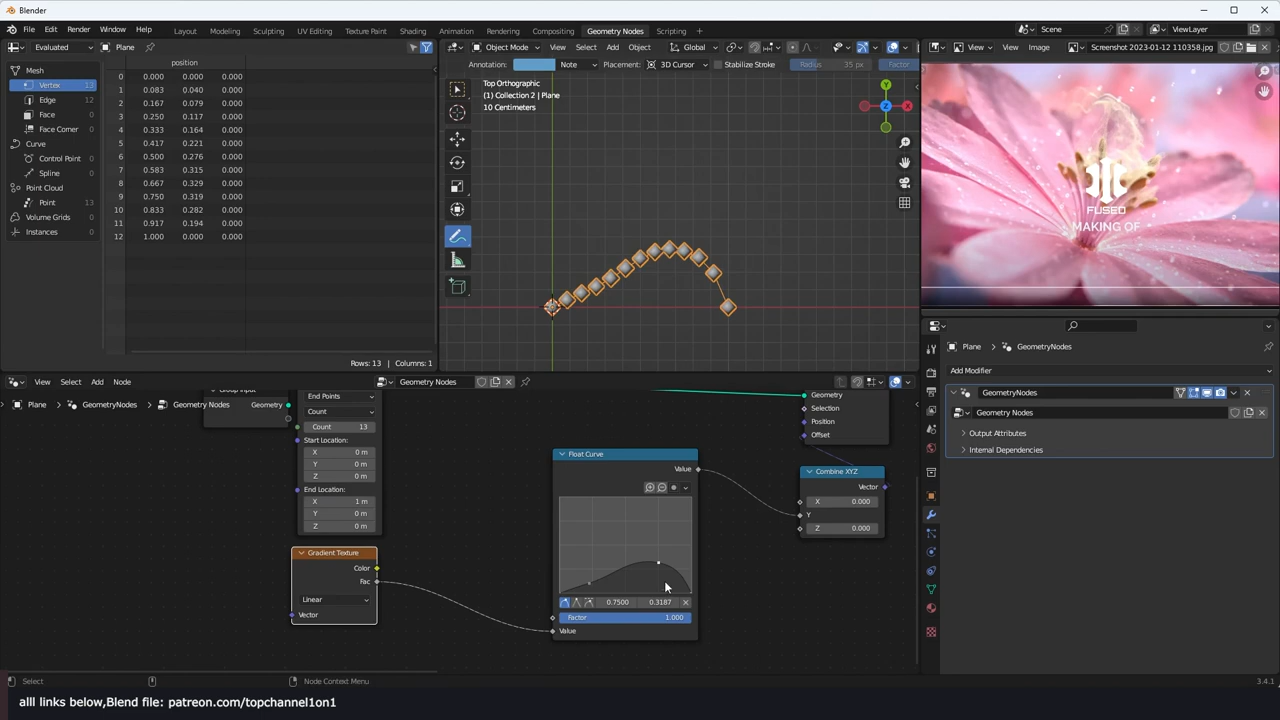 Blender
File Edit Render Window Help Layout Modeling Sculpting UV Editing Texture Paint Shading Animation Rendering Compositing Geometry Nodes Scripting + Scene ViewLayer
Evaluated Plane
Object Mode View Select Add Object Global
View View Image Screenshot 2023-01-12 110358.jpg
Annotation: Note Placement: 3D Cursor Stabilize Stroke Radius 35 px Factor
position
Mesh
Vertex 13
Edge 12
Face 0
Face Corner 0
Curve
Control Point 0
Spline 0
Point Cloud
Point 13
Volume Grids 0
Instances 0
0 0.000 0.000 0.000
1 0.083 0.040 0.000
2 0.167 0.079 0.000
3 0.250 0.117 0.000
4 0.333 0.164 0.000
5 0.417 0.221 0.000
6 0.500 0.276 0.000
7 0.583 0.315 0.000
8 0.667 0.329 0.000
9 0.750 0.319 0.000
10 0.833 0.282 0.000
11 0.917 0.194 0.000
12 1.000 0.000 0.000
Rows: 13 | Columns: 1
Top Orthographic
(1) Collection 2 | Plane
10 Centimeters
Y
X
Z
FUSED
MAKING OF
View Select Add Node Geometry Nodes
Plane > GeometryNodes > Geometry Nodes
Group Input
Geometry
End Points
Count
Count 13
Start Location:
X 0 m
Y 0 m
Z 0 m
End Location:
X 1 m
Y 0 m
Z 0 m
Gradient Texture
Color
Fac
Linear
Vector
Float Curve
Value
0.7500 0.3187
Factor 1.000
Value
Geometry
Selection
Position
Offset
Combine XYZ
Vector
X 0.000
Y
Z 0.000
Plane > GeometryNodes
Add Modifier
GeometryNodes
Geometry Nodes
Output Attributes
Internal Dependencies
Select Node Context Menu 3.4.1
alll links below,Blend file: patreon.com/topchannel1on1